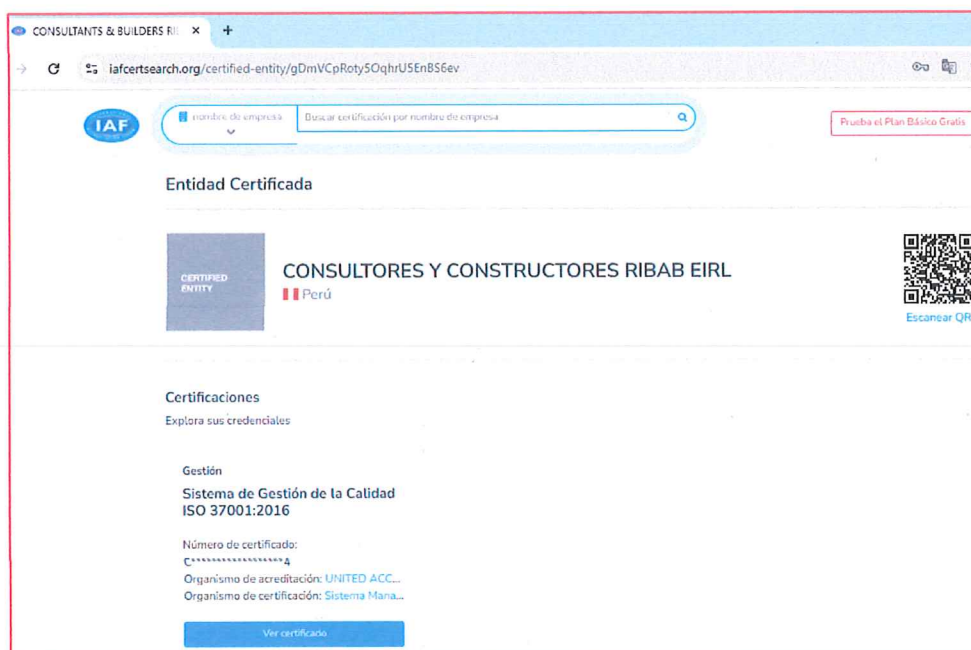 CONSULTANTS & BUILDERS RI
iafcertsearch.org/certified-entity/gDmVCpRoty5OqhrU5EnBS6ev
IAF
nombre de empresa
Buscar certificación por nombre de empresa
Prueba el Plan Básico Gratis
Entidad Certificada
CERTIFIED
ENTITY
CONSULTORES Y CONSTRUCTORES RIBAB EIRL
Perú
Escanear QR
Certificaciones
Explora sus credenciales
Gestión
Sistema de Gestión de la Calidad
ISO 37001:2016
Número de certificado:
C******************4
Organismo de acreditación: UNITED ACC...
Organismo de certificación: Sistema Mana...
Ver certificado